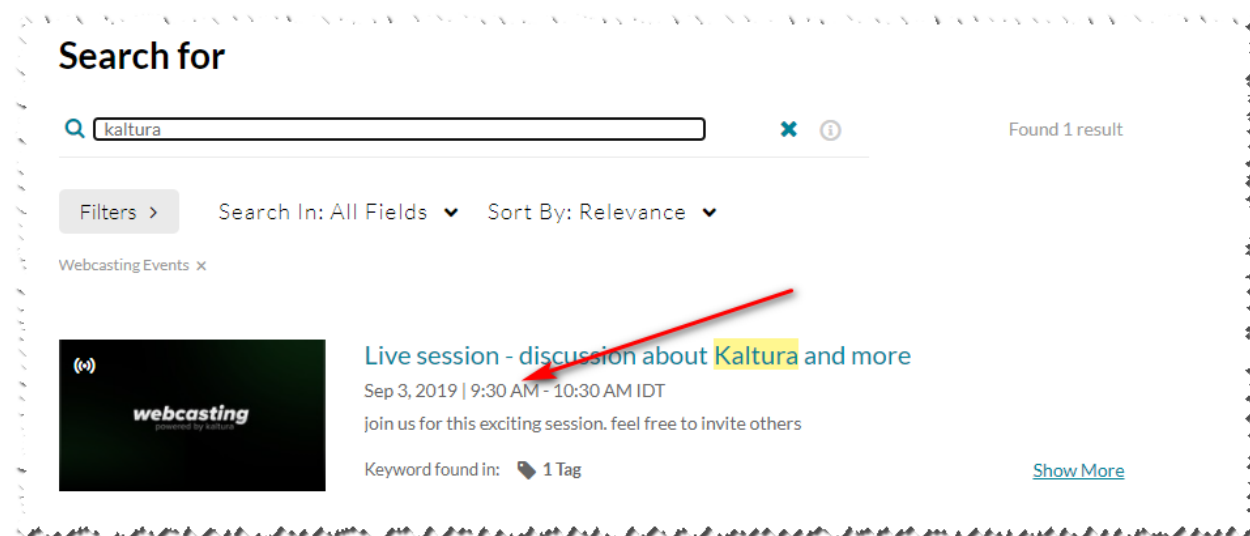 Search for
kaltura
Found 1 result
Filters >
Search In: All Fields
Sort By: Relevance
Webcasting Events ×
webcasting
powered by kaltura
Live session - discussion about Kaltura and more
Sep 3, 2019 | 9:30 AM - 10:30 AM IDT
join us for this exciting session. feel free to invite others
Keyword found in: 1 Tag
Show More